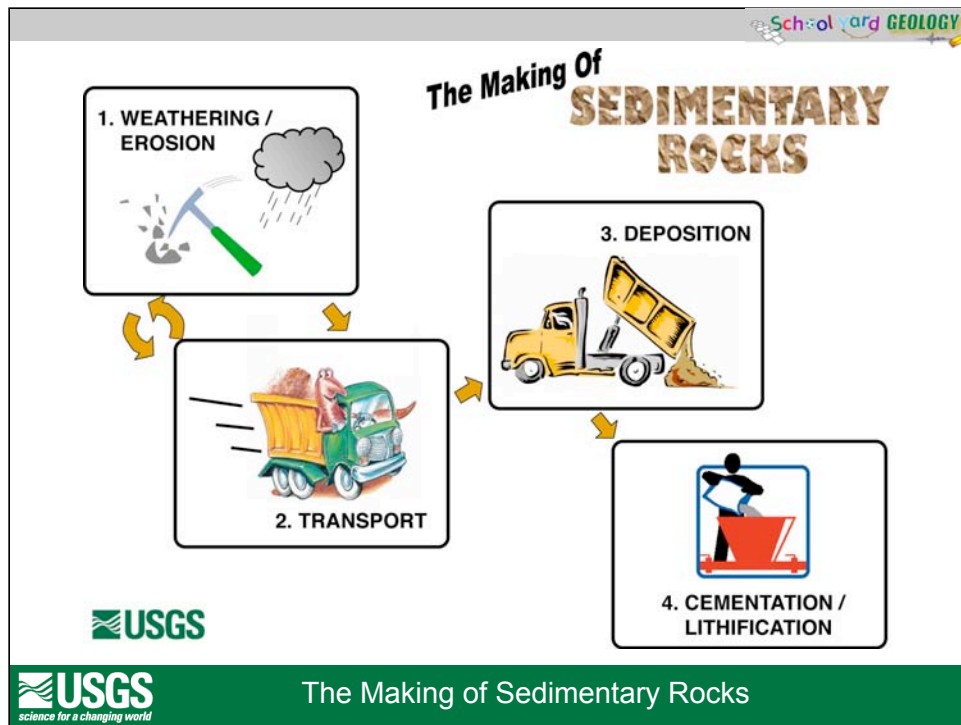 School yard GEOLOGY
The Making Of
SEDIMENTARY
ROCKS
1. WEATHERING /
EROSION
3. DEPOSITION
2. TRANSPORT
4. CEMENTATION /
LITHIFICATION
USGS
USGS
science for a changing world
The Making of Sedimentary Rocks